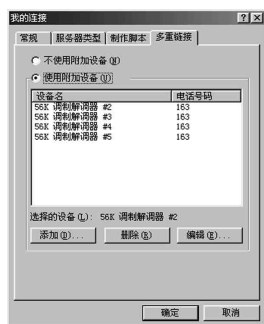 我的连接
常规 服务器类型 制作脚本 多重链接
不使用附加设备(N)
使用附加设备(U)
设备名 电话号码
56K 调制解调器 #2 163
56K 调制解调器 #3 163
56K 调制解调器 #4 163
56K 调制解调器 #5 163
选择的设备(L): 56K 调制解调器 #2
添加(D)... 删除(R) 编辑(E)...
确定 取消